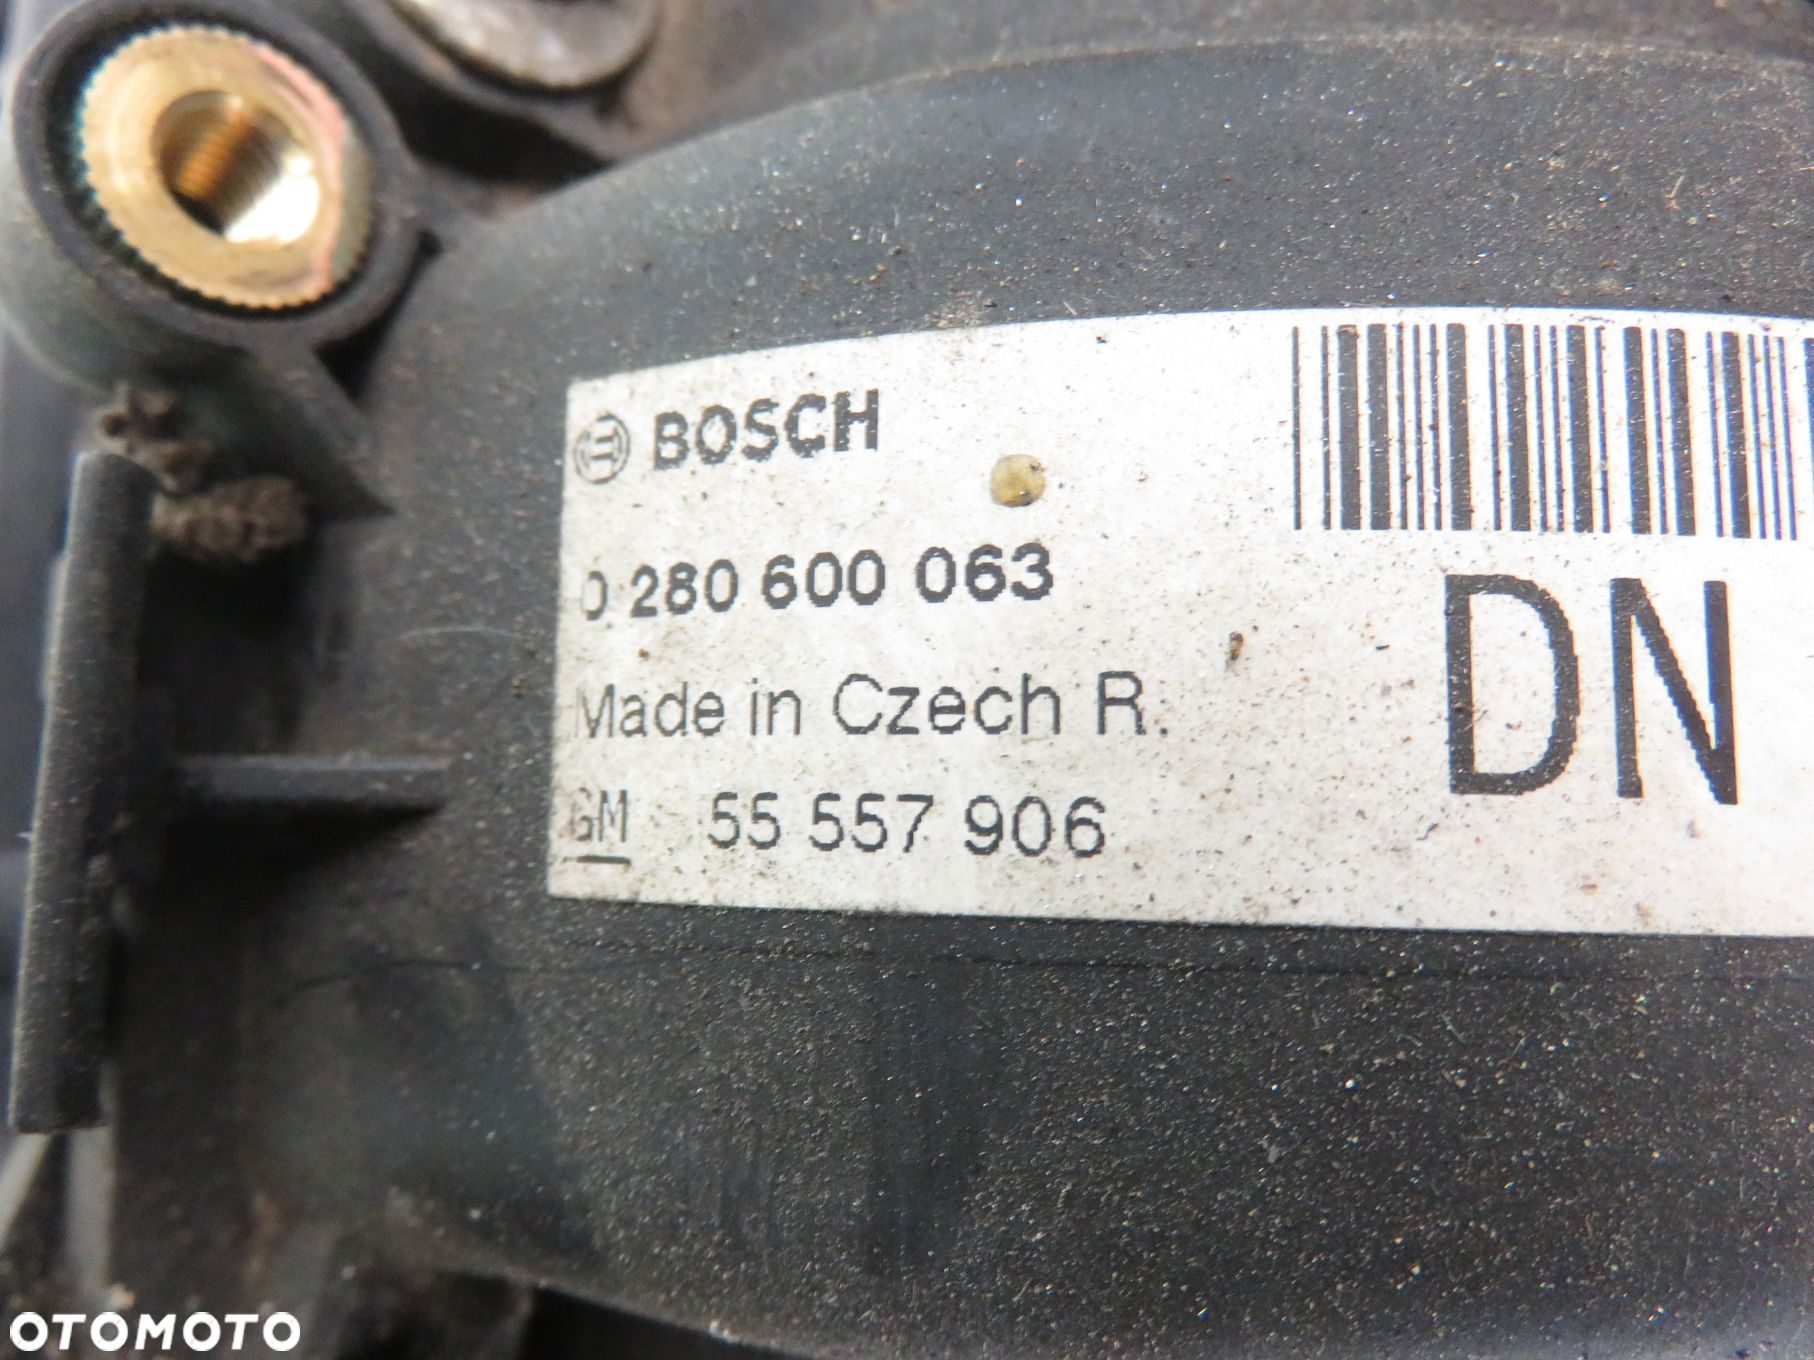 BOSCH
0 280 600 063
Made in Czech R.
GM 55 557 906
DN
OTOMOTO